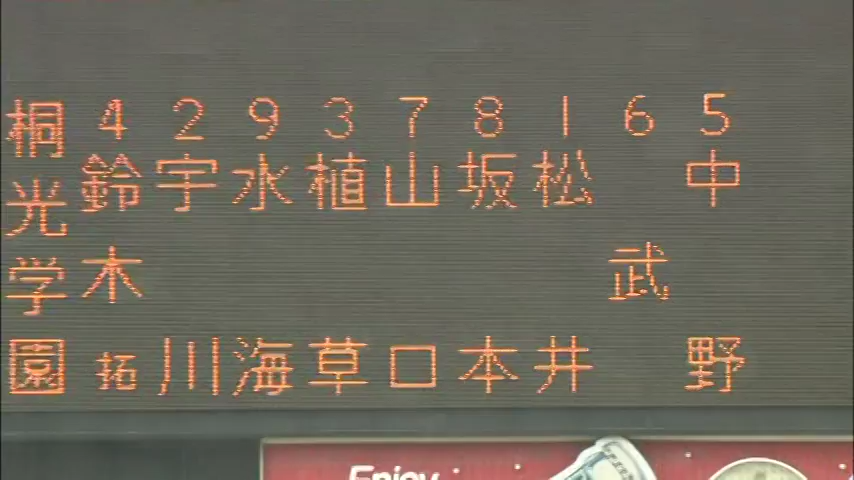 桐光学園
4 鈴木拓
2 宇川
9 水海
3 植草
7 山口
8 坂本
1 松井
6 武
5 中野
Enjoy